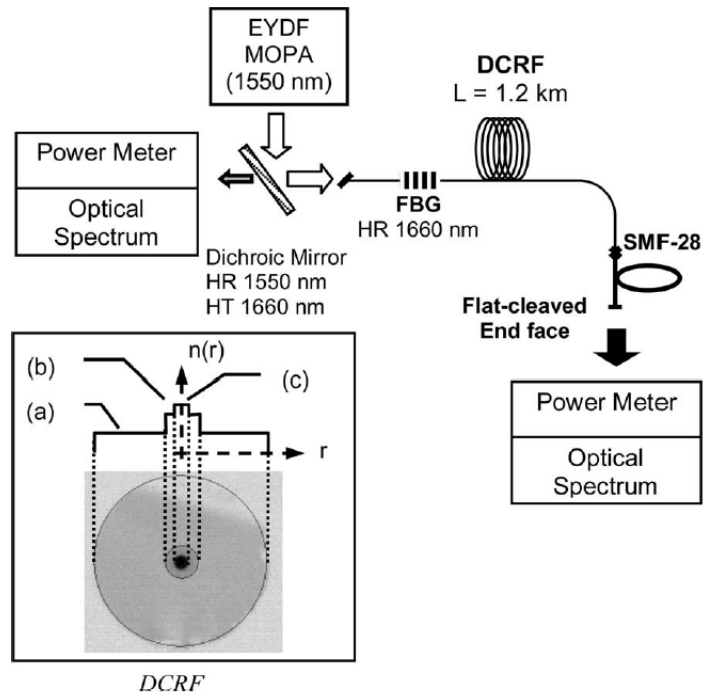 EYDF
MOPA
(1550 nm)
DCRF
L = 1.2 km
Power Meter
Optical
Spectrum
FBG
HR 1660 nm
Dichroic Mirror
HR 1550 nm
HT 1660 nm
SMF-28
Flat-cleaved
End face
Power Meter
Optical
Spectrum
n(r)
(b)
(c)
(a)
r
DCRF